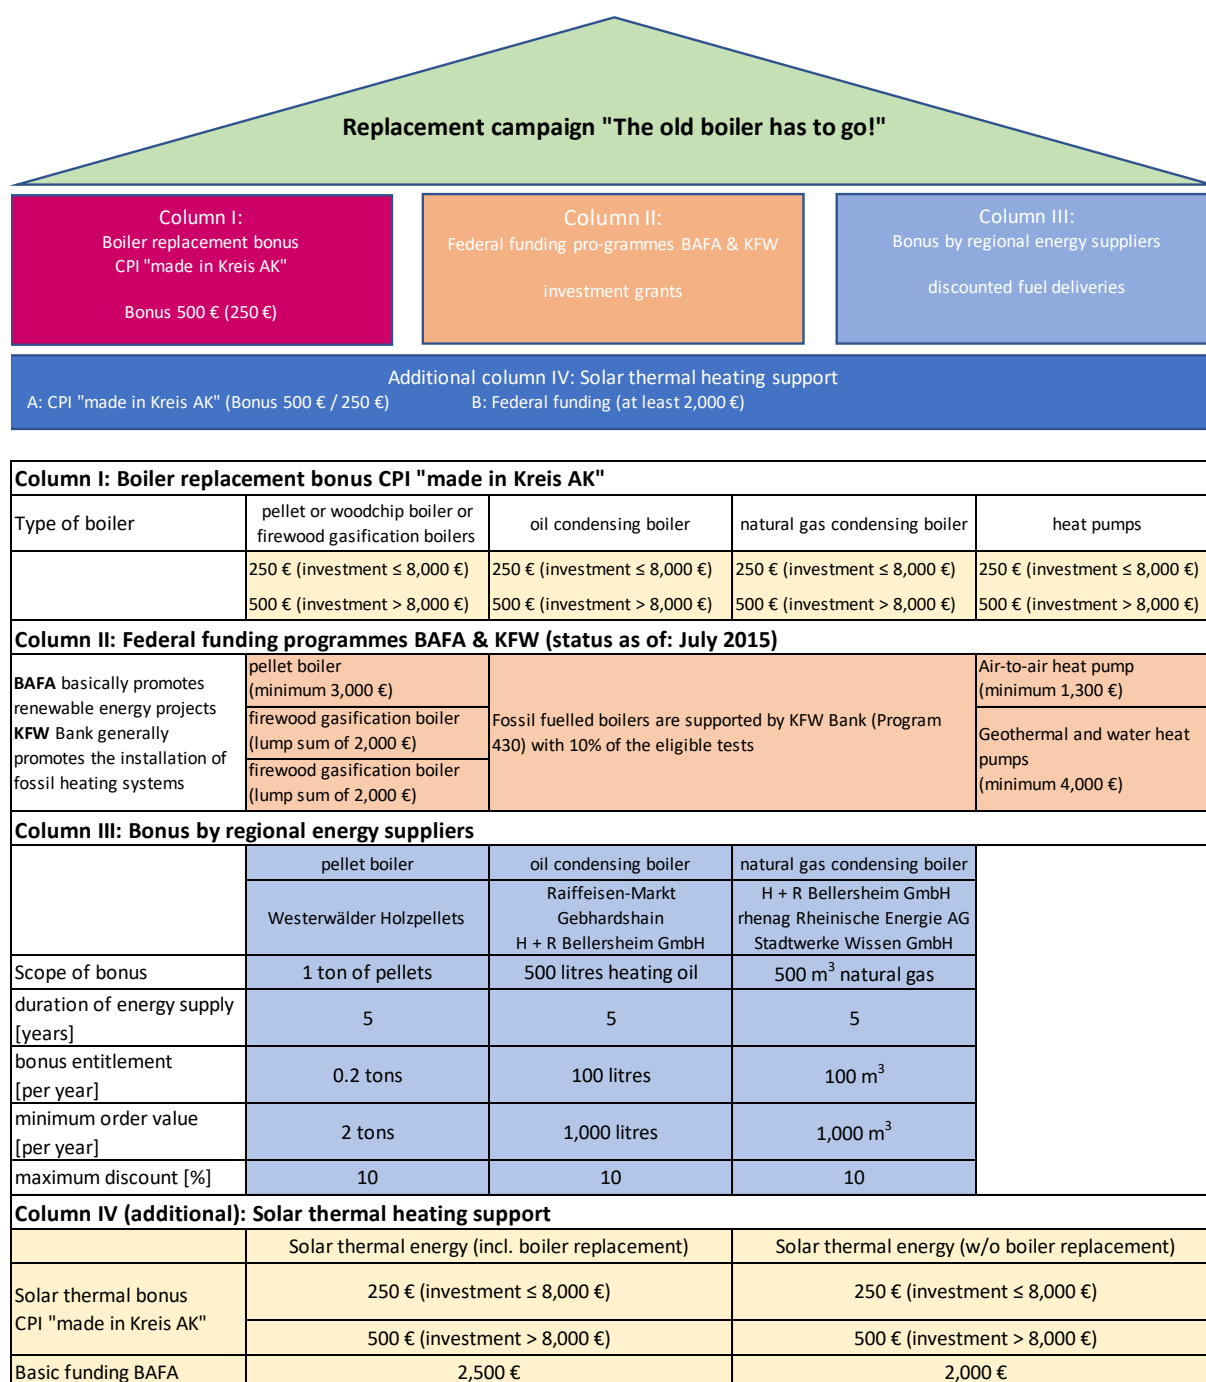 Replacement campaign "The old boiler has to go!"
Column I:
Boiler replacement bonus
CPI "made in Kreis AK"
Bonus 500 € (250 €)
Column II:
Federal funding pro-grammes BAFA & KFW
investment grants
Column III:
Bonus by regional energy suppliers
discounted fuel deliveries
Additional column IV: Solar thermal heating support
A: CPI "made in Kreis AK" (Bonus 500 € / 250 €)
B: Federal funding (at least 2,000 €)
Column I: Boiler replacement bonus CPI "made in Kreis AK"
Type of boiler
pellet or woodchip boiler or
firewood gasification boilers
oil condensing boiler
natural gas condensing boiler
heat pumps
250 € (investment ≤ 8,000 €)
250 € (investment ≤ 8,000 €)
250 € (investment ≤ 8,000 €)
250 € (investment ≤ 8,000 €)
500 € (investment > 8,000 €)
500 € (investment > 8,000 €)
500 € (investment > 8,000 €)
500 € (investment > 8,000 €)
Column II: Federal funding programmes BAFA & KFW (status as of: July 2015)
BAFA basically promotes
renewable energy projects
KFW Bank generally
promotes the installation of
fossil heating systems
pellet boiler
(minimum 3,000 €)
firewood gasification boiler
(lump sum of 2,000 €)
firewood gasification boiler
(lump sum of 2,000 €)
Fossil fuelled boilers are supported by KFW Bank (Program
430) with 10% of the eligible tests
Air-to-air heat pump
(minimum 1,300 €)
Geothermal and water heat
pumps
(minimum 4,000 €)
Column III: Bonus by regional energy suppliers
pellet boiler
oil condensing boiler
natural gas condensing boiler
Westerwälder Holzpellets
Raiffeisen-Markt
Gebhardshain
H + R Bellersheim GmbH
H + R Bellersheim GmbH
rhenag Rheinische Energie AG
Stadtwerke Wissen GmbH
Scope of bonus
1 ton of pellets
500 litres heating oil
500 m³ natural gas
duration of energy supply
[years]
5
5
5
bonus entitlement
[per year]
0.2 tons
100 litres
100 m³
minimum order value
[per year]
2 tons
1,000 litres
1,000 m³
maximum discount [%]
10
10
10
Column IV (additional): Solar thermal heating support
Solar thermal energy (incl. boiler replacement)
Solar thermal energy (w/o boiler replacement)
Solar thermal bonus
CPI "made in Kreis AK"
250 € (investment ≤ 8,000 €)
250 € (investment ≤ 8,000 €)
500 € (investment > 8,000 €)
500 € (investment > 8,000 €)
Basic funding BAFA
2,500 €
2,000 €